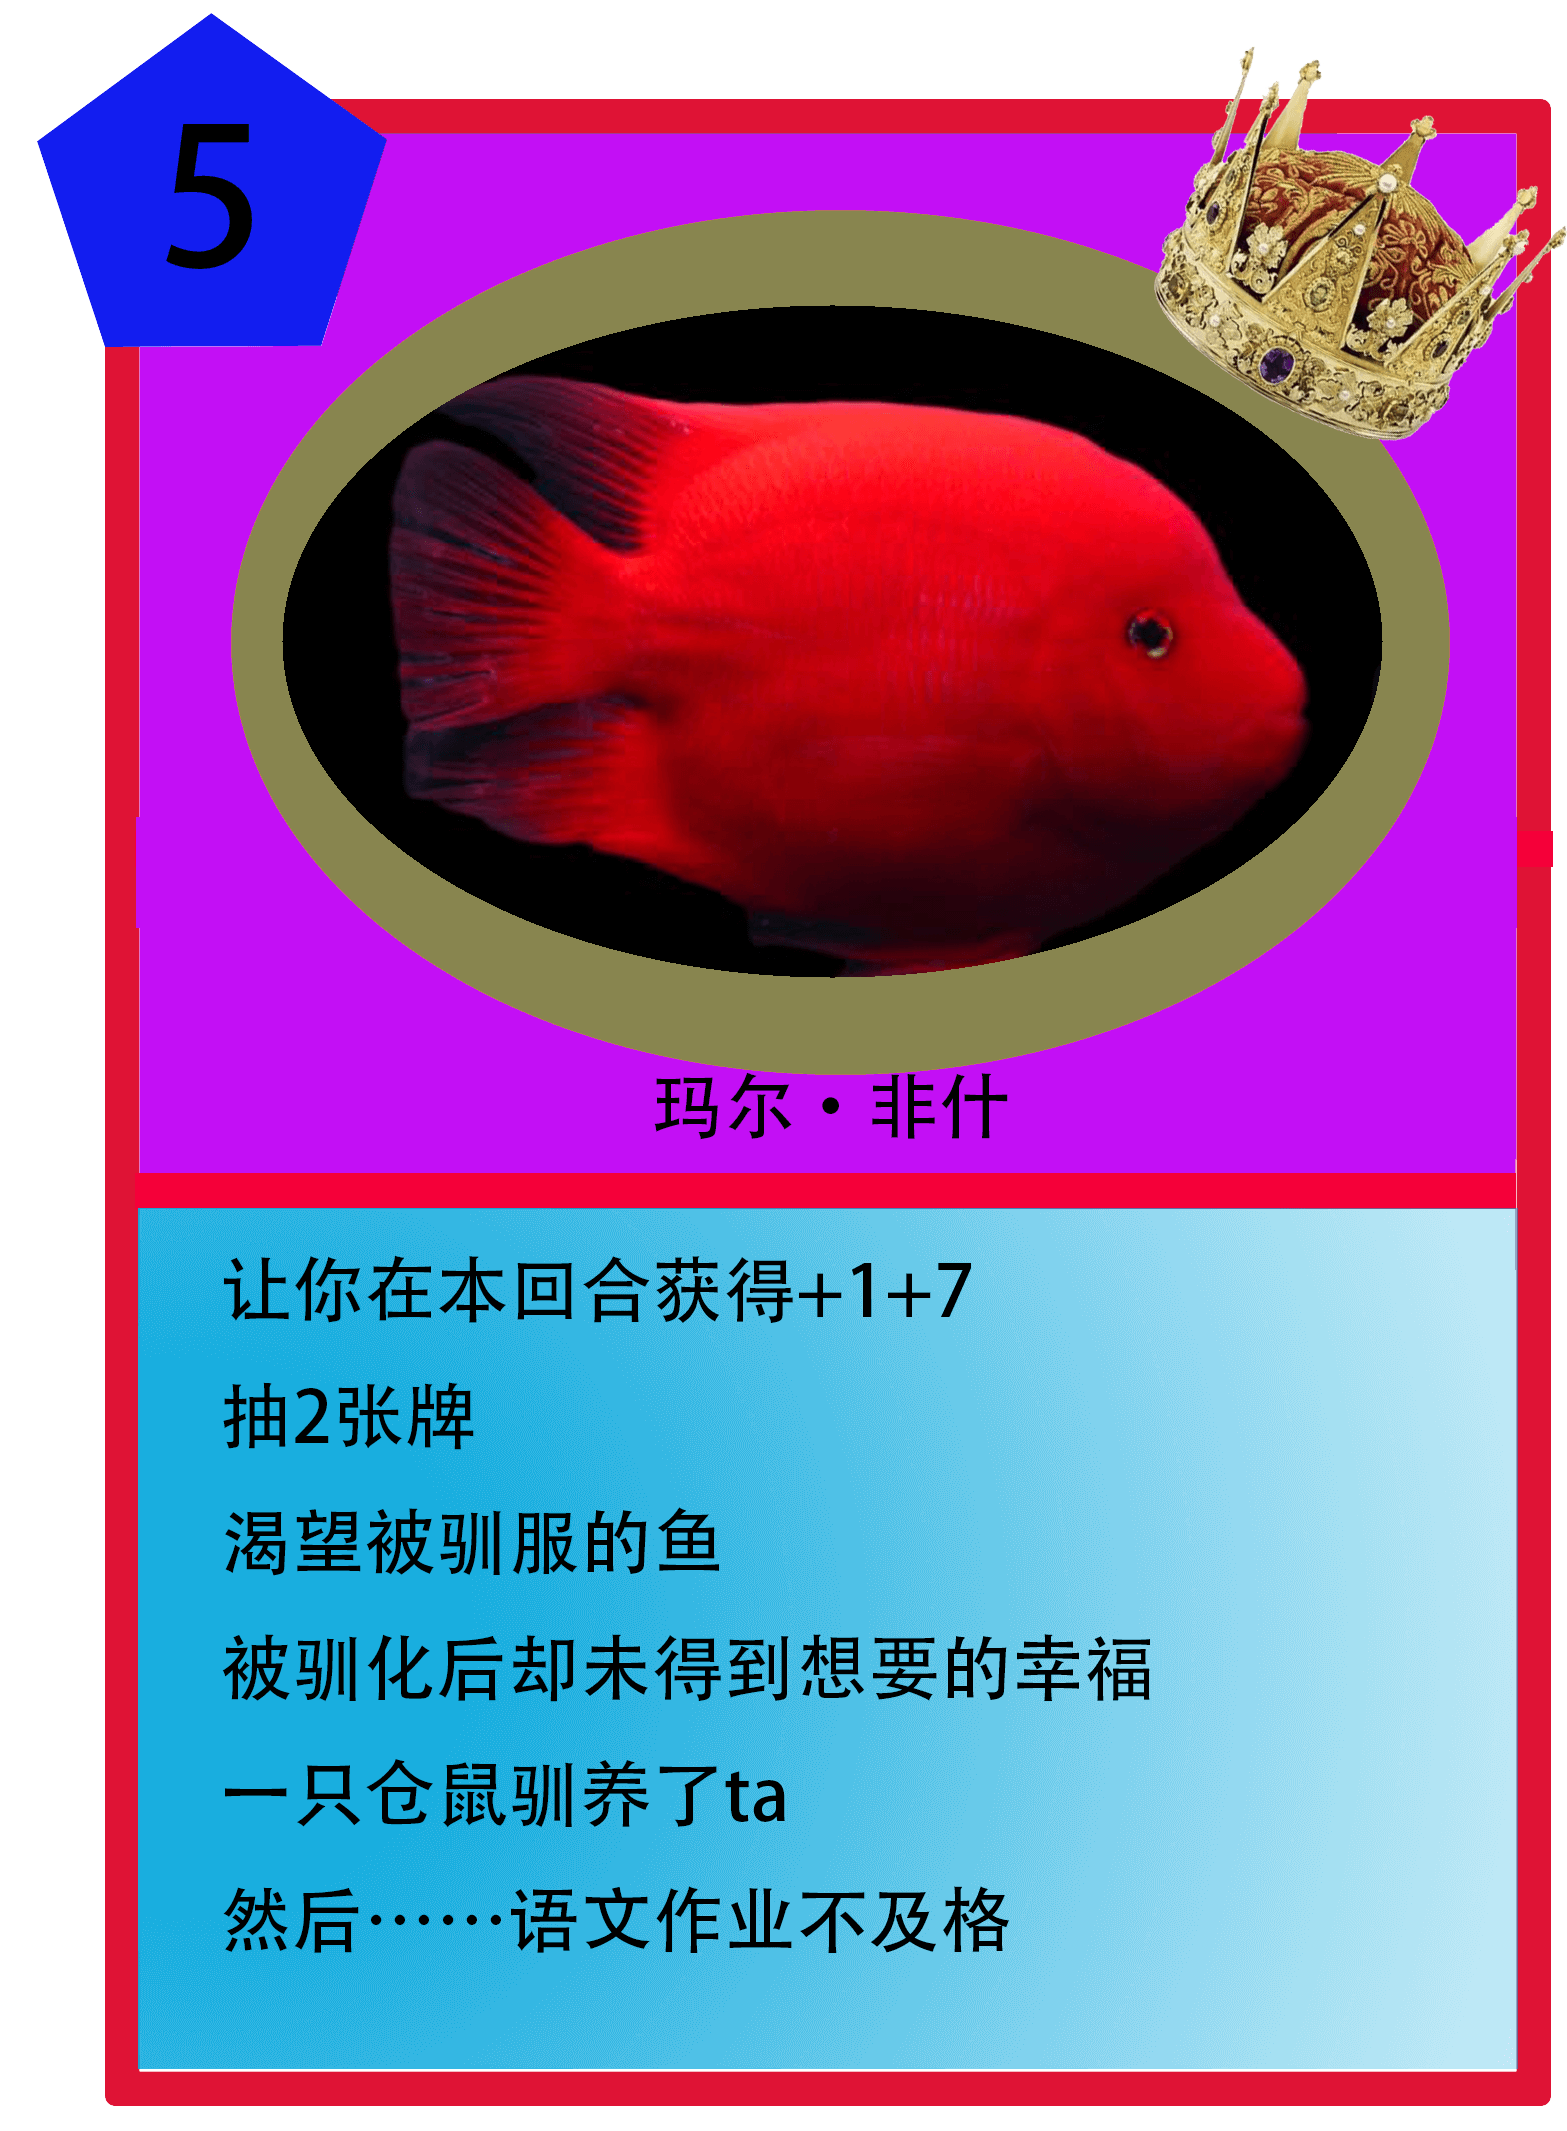 5
玛尔·非什
让你在本回合获得+1+7
抽2张牌
渴望被驯服的鱼
被驯化后却未得到想要的幸福
一只仓鼠驯养了ta
然后……语文作业不及格